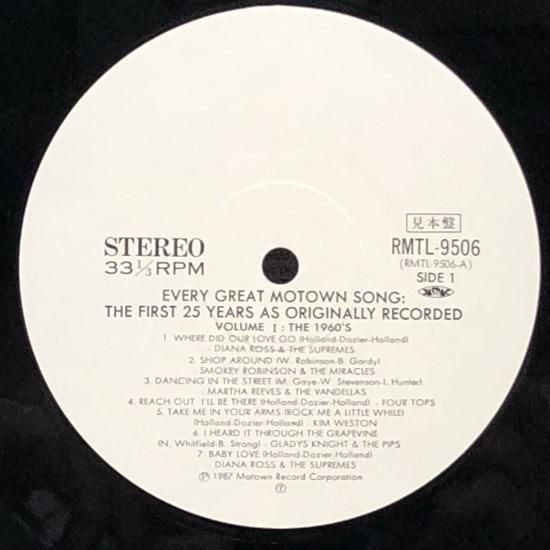 見本盤
STEREO
33 1/3 RPM
RMTL-9506
(RMTL-9506-A)
SIDE 1
EVERY GREAT MOTOWN SONG:
THE FIRST 25 YEARS AS ORIGINALLY RECORDED
VOLUME I : THE 1960'S
1. WHERE DID OUR LOVE GO (Holland-Dozier-Holland)
- DIANA ROSS & THE SUPREMES
2. SHOP AROUND (W. Robinson-B. Gordy)
- SMOKEY ROBINSON & THE MIRACLES
3. DANCING IN THE STREET (M. Gaye-W. Stevenson-I. Hunter)
- MARTHA REEVES & THE VANDELLAS
4. REACH OUT I'LL BE THERE (Holland-Dozier-Holland) - FOUR TOPS
5. TAKE ME IN YOUR ARMS (ROCK ME A LITTLE WHILE)
(Holland-Dozier-Holland) - KIM WESTON
6. I HEARD IT THROUGH THE GRAPEVINE
(N. Whitfield-B. Strong) - GLADYS KNIGHT & THE PIPS
7. BABY LOVE (Holland-Dozier-Holland)
- DIANA ROSS & THE SUPREMES
Ⓟ 1987 Motown Record Corporation
⑦